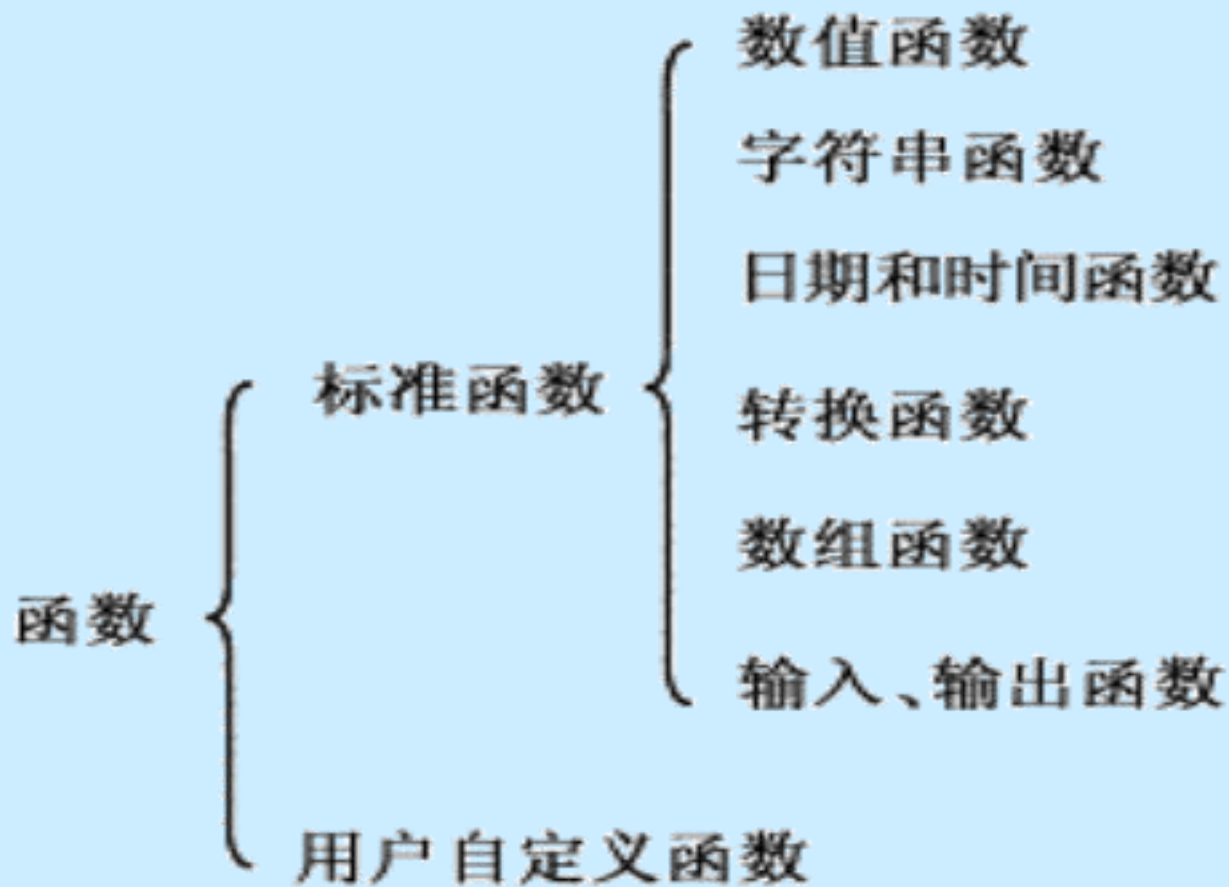 数值函数
字符串函数
日期和时间函数
标准函数
转换函数
数组函数
函数
输入、输出函数
用户自定义函数